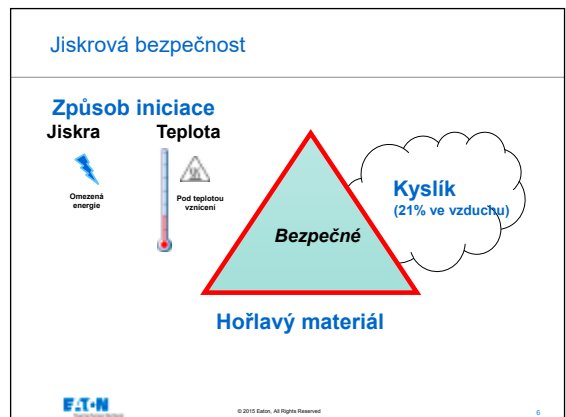 Jiskrová bezpečnost
Způsob iniciace
Jiskra Teplota
Omezená
energie
Pod teplotou
vznícení
Kyslík
(21% ve vzduchu)
Bezpečné
Hořlavý materiál
EATON
© 2015 Eaton, All Rights Reserved
6